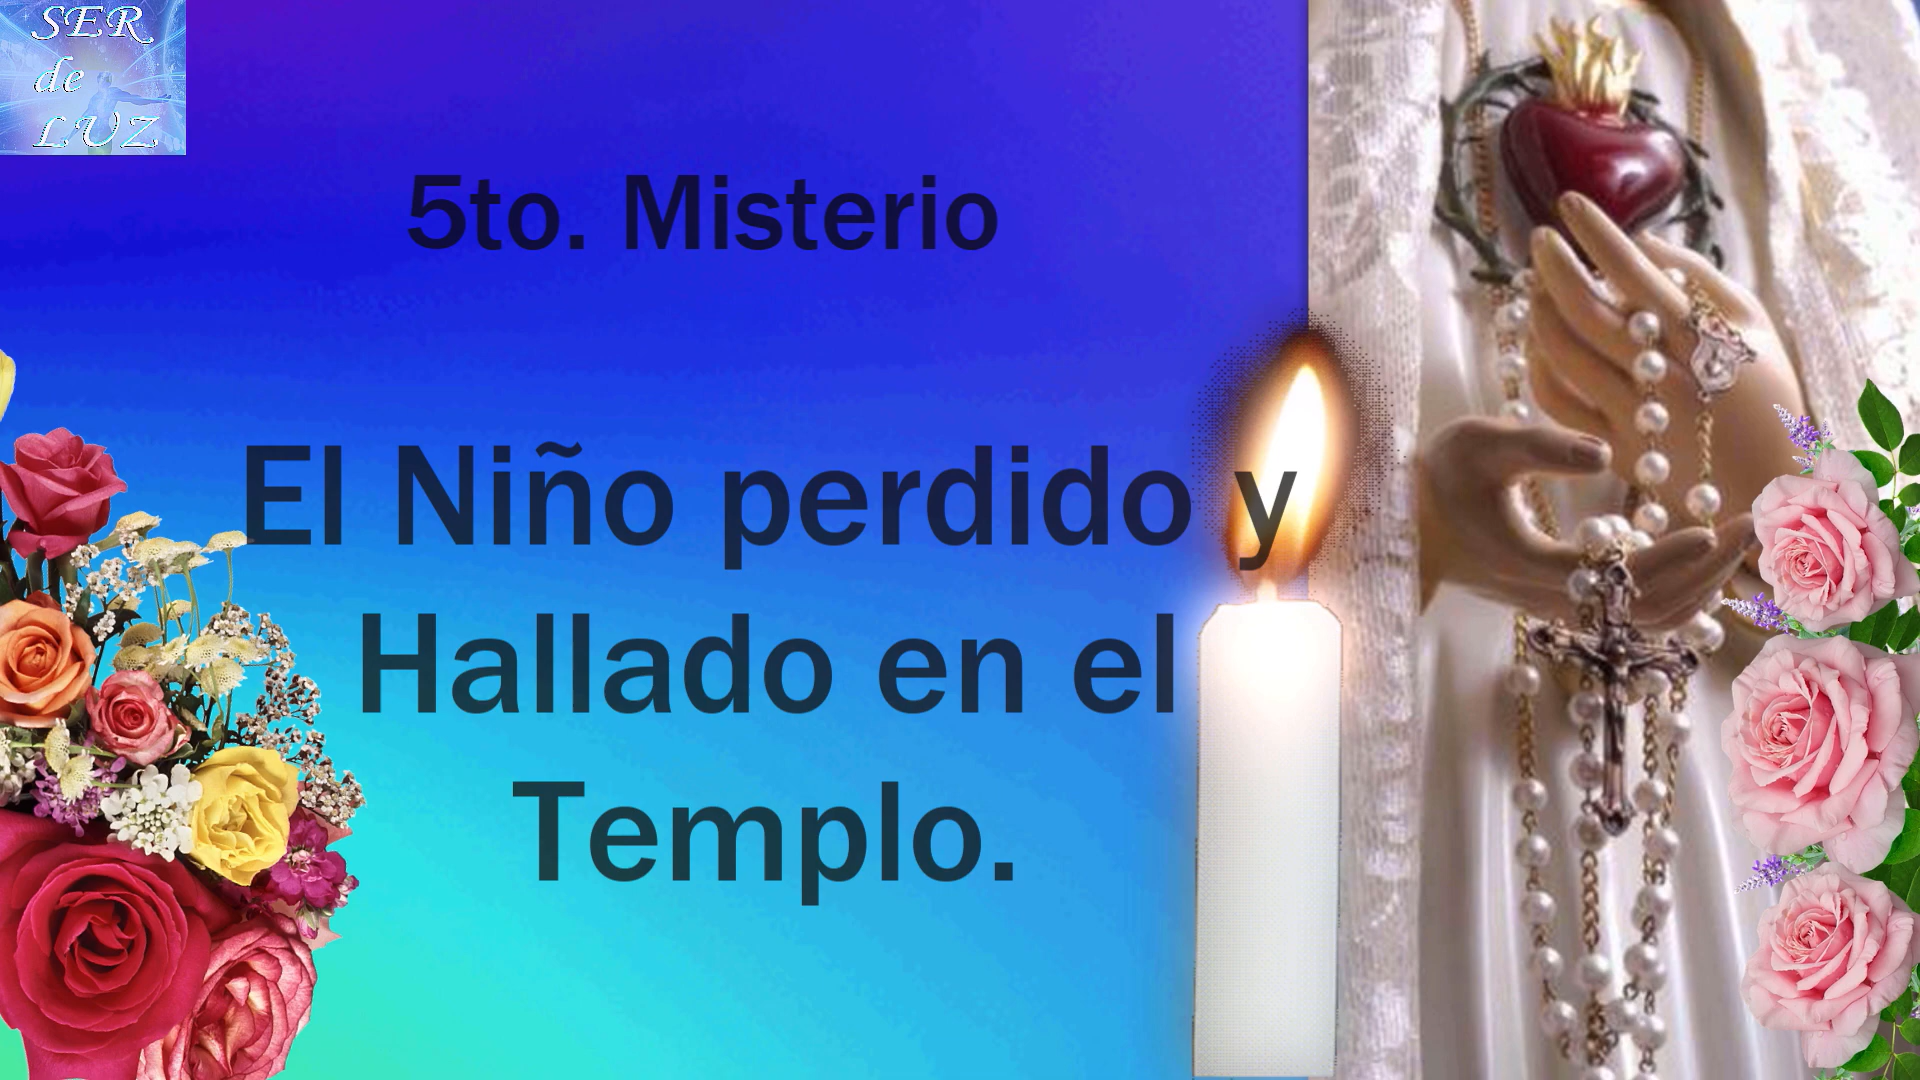 SER
de
LUZ
5to. Misterio
El Niño perdido y
Hallado en el
Templo.